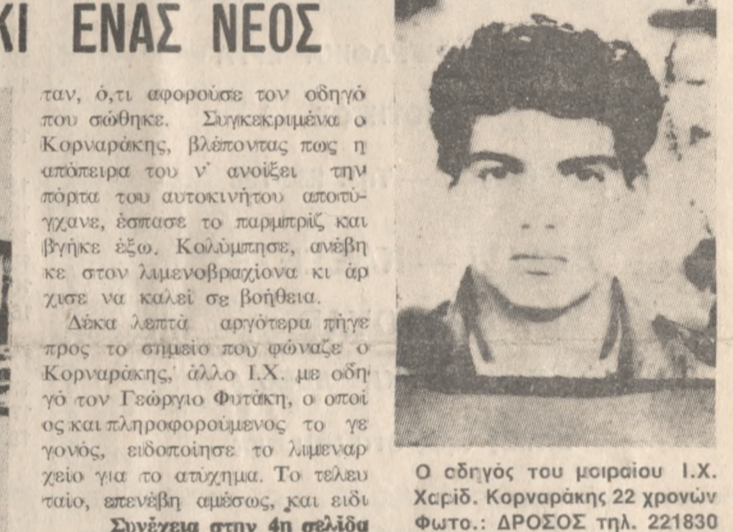 ΚΙ ΕΝΑΣ ΝΕΟΣ
ταν, ό,τι αφορούσε τον οδηγό
που σώθηκε. Συγκεκριμένα ο
Κορναράκης, βλέποντας πως η
απόπειρα του ν' ανοίξει την
πόρτα του αυτοκινήτου αποτύ-
γχανε, έσπασε το παρμπρίζ και
βγήκε έξω. Κολύμπησε, ανέβη
κε στον λιμενοβραχίονα κι άρ
χισε να καλεί σε βοήθεια.
Δέκα λεπτά αργότερα πήγε
προς το σημείο που φώναζε ο
Κορναράκης, άλλο Ι.Χ. με οδη-
γό τον Γεώργιο Φυτάκη, ο οποί
ος και πληροφορούμενος το γε
γονός, ειδοποίησε το λιμεναρ
χείο για το ατύχημα. Το τελευ
ταίο, επενέβη αμέσως, και ειδι
Συνέχεια στην 4η σελίδα
Ο οδηγός του μοιραίου Ι.Χ.
Χαρίδ. Κορναράκης 22 χρονών
Φωτο.: ΔΡΟΣΟΣ τηλ. 221830